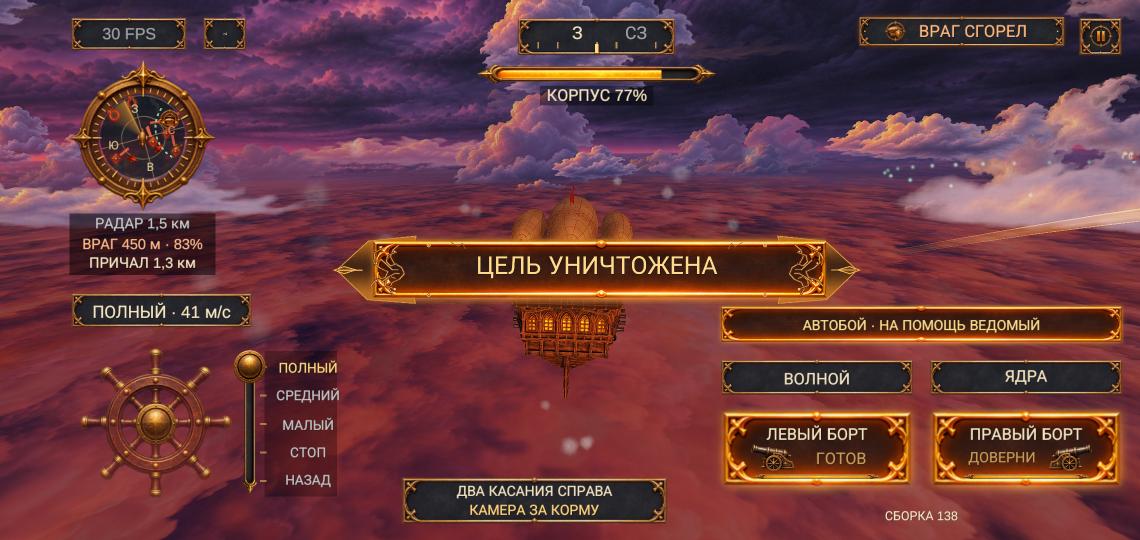 30 FPS
З СЗ
ВРАГ СГОРЕЛ
КОРПУС 77%
З
С
Ю
В
РАДАР 1,5 км
ВРАГ 450 м · 83%
ПРИЧАЛ 1,3 км
ЦЕЛЬ УНИЧТОЖЕНА
ПОЛНЫЙ · 41 м/с
АВТОБОЙ · НА ПОМОЩЬ ВЕДОМЫЙ
ПОЛНЫЙ
СРЕДНИЙ
МАЛЫЙ
СТОП
НАЗАД
ВОЛНОЙ
ЯДРА
ЛЕВЫЙ БОРТ
ГОТОВ
ПРАВЫЙ БОРТ
ДОВЕРНИ
ДВА КАСАНИЯ СПРАВА
КАМЕРА ЗА КОРМУ
СБОРКА 138